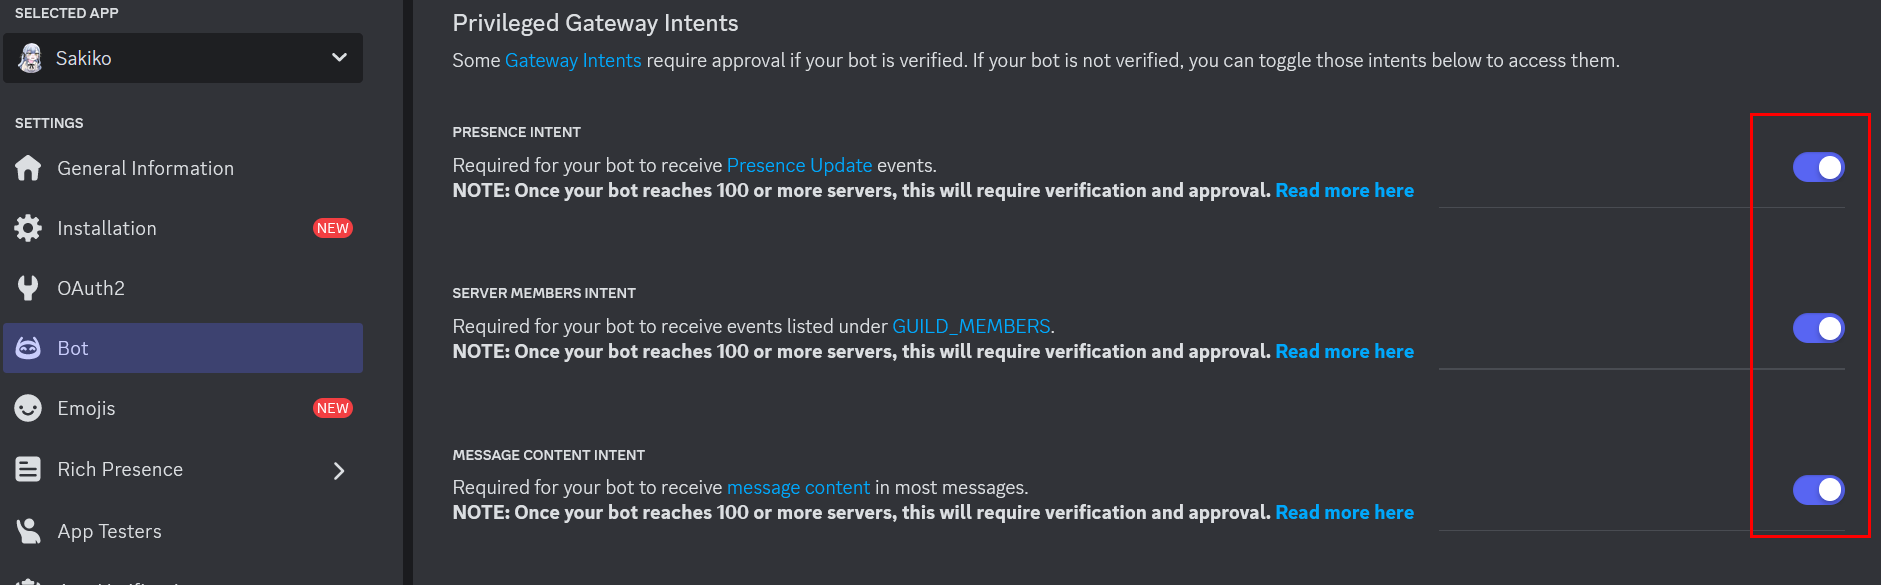 SELECTED APP
Sakiko
SETTINGS
General Information
Installation NEW
OAuth2
Bot
Emojis NEW
Rich Presence
App Testers
Privileged Gateway Intents
Some Gateway Intents require approval if your bot is verified. If your bot is not verified, you can toggle those intents below to access them.
PRESENCE INTENT
Required for your bot to receive Presence Update events.
NOTE: Once your bot reaches 100 or more servers, this will require verification and approval. Read more here
SERVER MEMBERS INTENT
Required for your bot to receive events listed under GUILD_MEMBERS.
NOTE: Once your bot reaches 100 or more servers, this will require verification and approval. Read more here
MESSAGE CONTENT INTENT
Required for your bot to receive message content in most messages.
NOTE: Once your bot reaches 100 or more servers, this will require verification and approval. Read more here